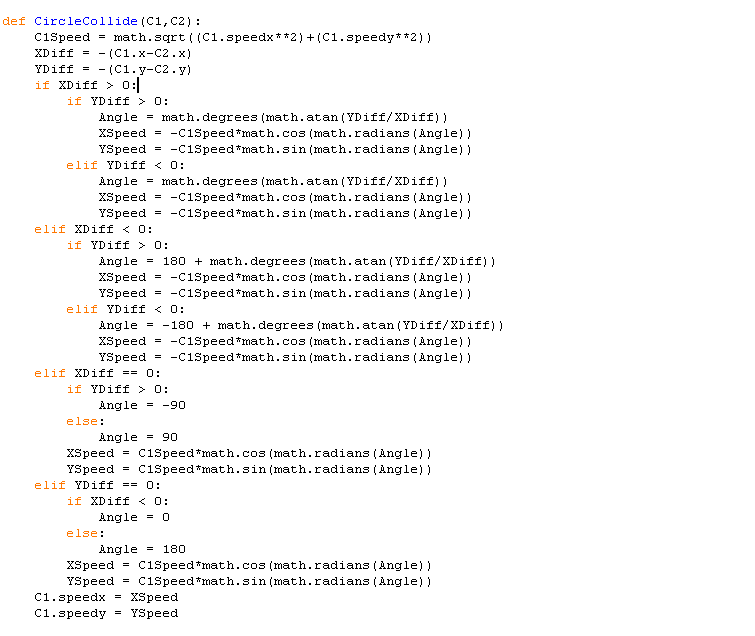 def CircleCollide(C1,C2):
    C1Speed = math.sqrt((C1.speedx**2)+(C1.speedy**2))
    XDiff = -(C1.x-C2.x)
    YDiff = -(C1.y-C2.y)
    if XDiff > 0:
        if YDiff > 0:
            Angle = math.degrees(math.atan(YDiff/XDiff))
            XSpeed = -C1Speed*math.cos(math.radians(Angle))
            YSpeed = -C1Speed*math.sin(math.radians(Angle))
        elif YDiff < 0:
            Angle = math.degrees(math.atan(YDiff/XDiff))
            XSpeed = -C1Speed*math.cos(math.radians(Angle))
            YSpeed = -C1Speed*math.sin(math.radians(Angle))
    elif XDiff < 0:
        if YDiff > 0:
            Angle = 180 + math.degrees(math.atan(YDiff/XDiff))
            XSpeed = -C1Speed*math.cos(math.radians(Angle))
            YSpeed = -C1Speed*math.sin(math.radians(Angle))
        elif YDiff < 0:
            Angle = -180 + math.degrees(math.atan(YDiff/XDiff))
            XSpeed = -C1Speed*math.cos(math.radians(Angle))
            YSpeed = -C1Speed*math.sin(math.radians(Angle))
    elif XDiff == 0:
        if YDiff > 0:
            Angle = -90
        else:
            Angle = 90
        XSpeed = C1Speed*math.cos(math.radians(Angle))
        YSpeed = C1Speed*math.sin(math.radians(Angle))
    elif YDiff == 0:
        if XDiff < 0:
            Angle = 0
        else:
            Angle = 180
        XSpeed = C1Speed*math.cos(math.radians(Angle))
        YSpeed = C1Speed*math.sin(math.radians(Angle))
    C1.speedx = XSpeed
    C1.speedy = YSpeed